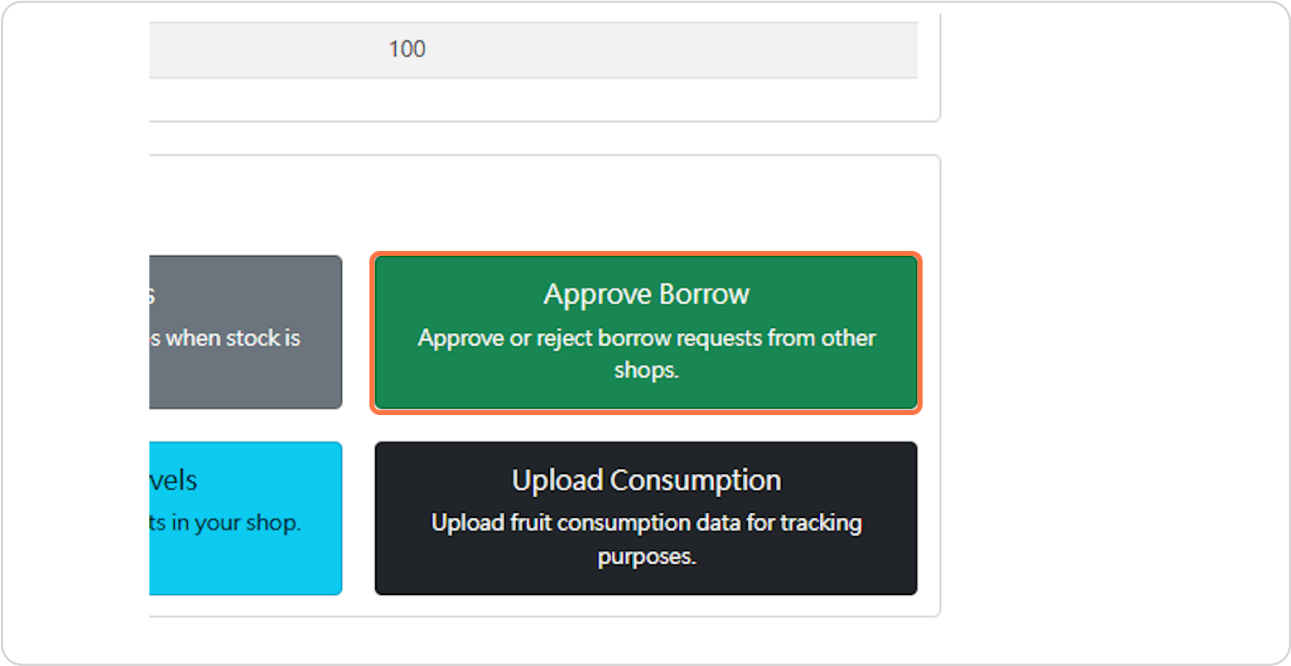 100
s when stock is
Approve Borrow
Approve or reject borrow requests from other
shops.
vels
ts in your shop.
Upload Consumption
Upload fruit consumption data for tracking
purposes.